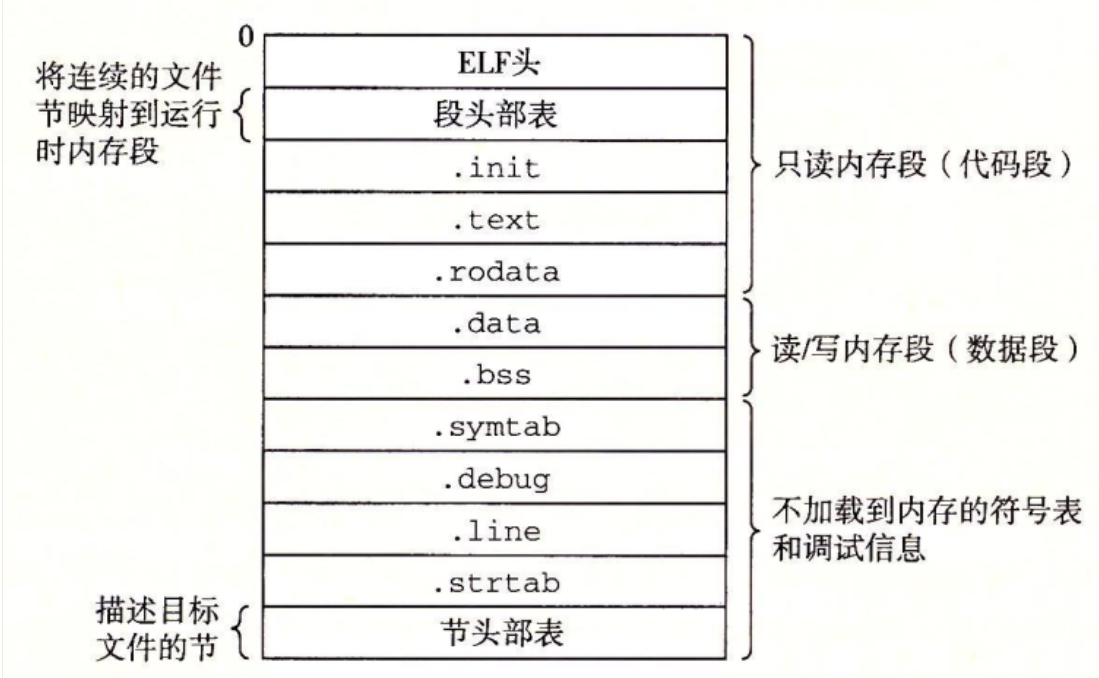 0
ELF头
将连续的文件
节映射到运行
时内存段
段头部表
.init
.text
.rodata
只读内存段（代码段）
.data
.bss
读/写内存段（数据段）
.symtab
.debug
.line
.strtab
不加载到内存的符号表
和调试信息
描述目标
文件的节
节头部表